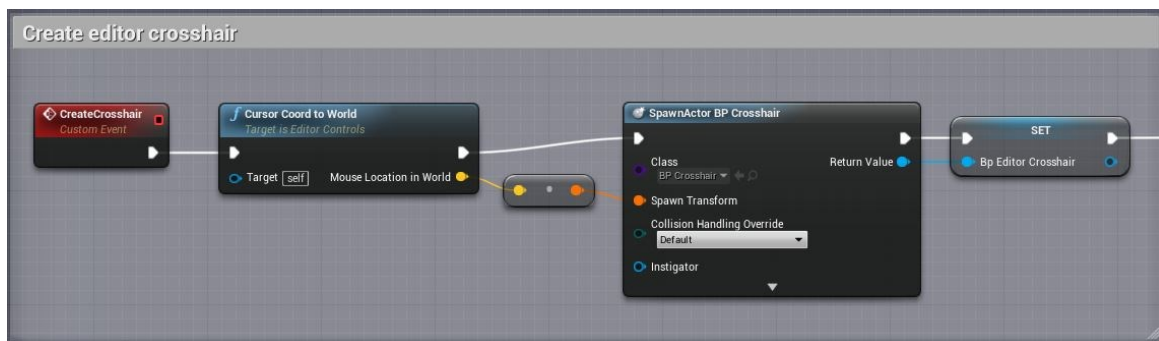 Create editor crosshair
CreateCrosshair
Custom Event
Cursor Coord to World
Target is Editor Controls
Target self
Mouse Location in World
SpawnActor BP Crosshair
Class
BP Crosshair
Return Value
Spawn Transform
Collision Handling Override
Default
Instigator
SET
Bp Editor Crosshair